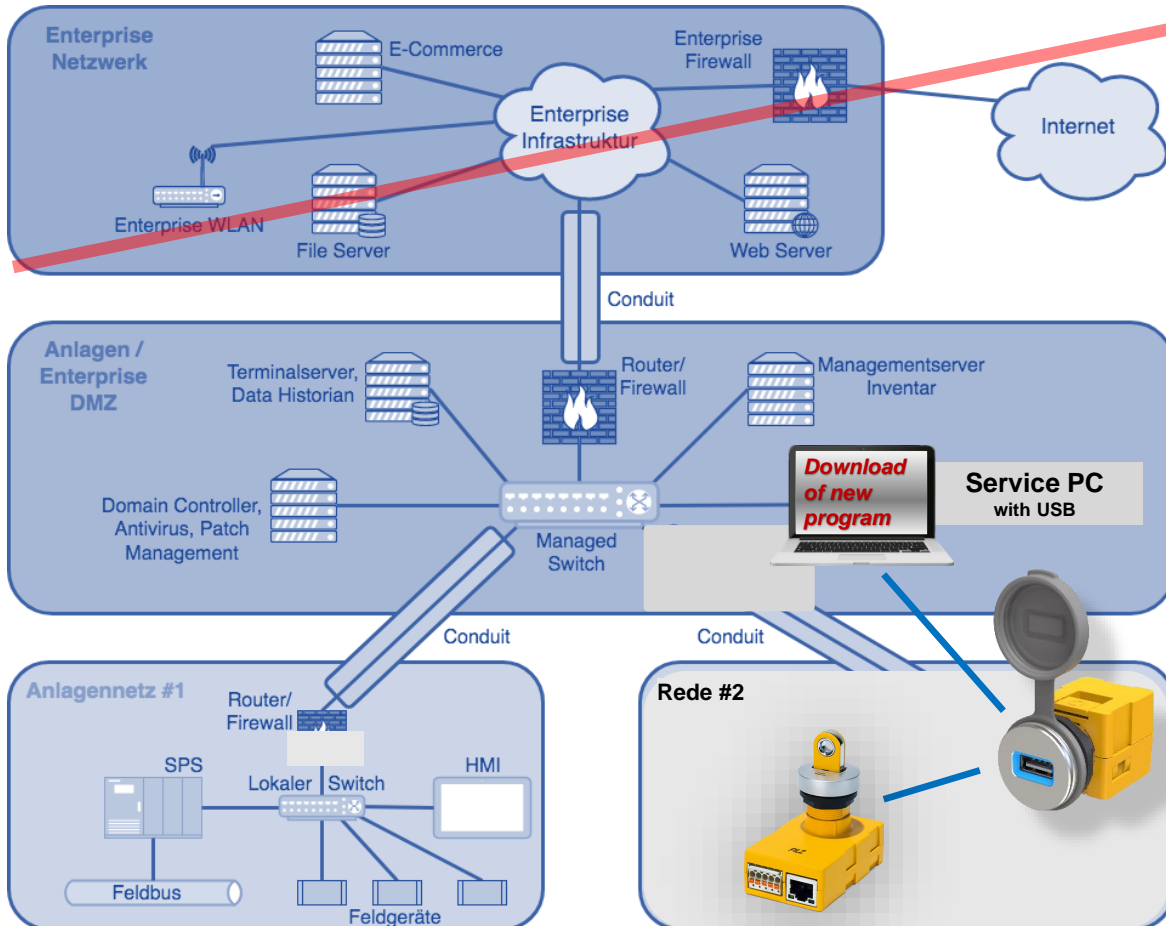 Enterprise
Netzwerk
E-Commerce
Enterprise
Firewall
Enterprise
Infrastruktur
Internet
Enterprise WLAN
File Server
Web Server
Conduit
Anlagen /
Enterprise
DMZ
Terminalserver,
Data Historian
Router/
Firewall
Managementserver
Inventar
Download
of new
program
Service PC
with USB
Domain Controller,
Antivirus, Patch
Management
Managed
Switch
Conduit
Conduit
Anlagennetz #1
Router/
Firewall
SPS
Lokaler Switch
HMI
Feldbus
Feldgeräte
Rede #2
PILZ